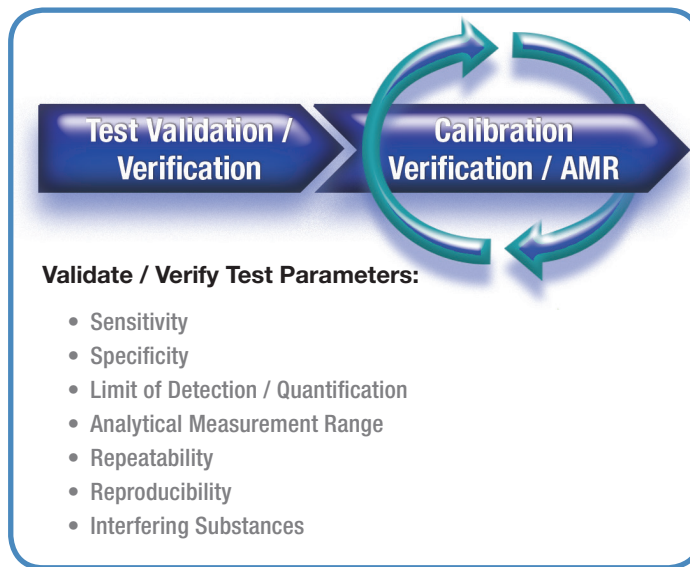 Test Validation /
Verification
Calibration
Verification / AMR
Validate / Verify Test Parameters:
• Sensitivity
• Specificity
• Limit of Detection / Quantification
• Analytical Measurement Range
• Repeatability
• Reproducibility
• Interfering Substances